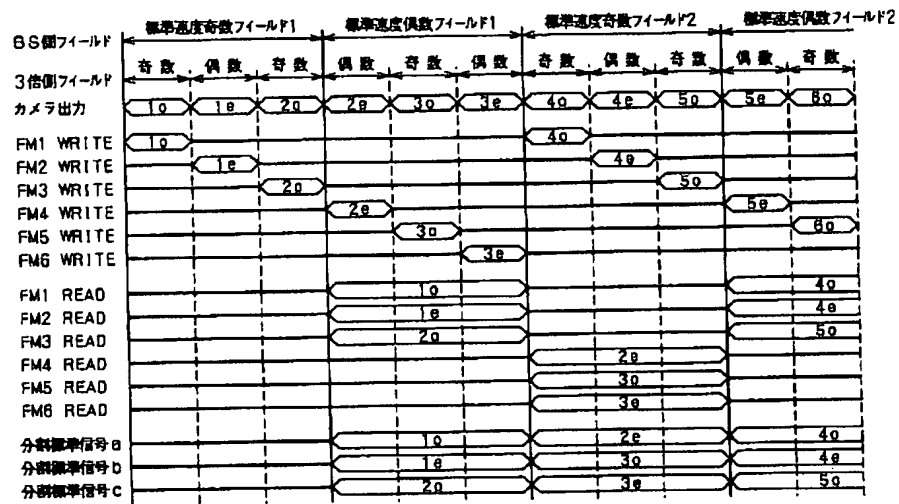 標準速度奇数フィールド1 標準速度偶数フィールド1 標準速度奇数フィールド2 標準速度偶数フィールド2
BS側フィールド
奇数 偶数 奇数 偶数 奇数 偶数 奇数 偶数 奇数 偶数 奇数
3倍側フィールド
カメラ出力 1o 1e 2o 2e 3o 3e 4o 4e 5o 5e 6o
FM1 WRITE 1o 4o
FM2 WRITE 1e 4e
FM3 WRITE 2o 5o
FM4 WRITE 2e 5e
FM5 WRITE 3o 6o
FM6 WRITE 3e
FM1 READ 1o 4o
FM2 READ 1e 4e
FM3 READ 2o 5o
FM4 READ 2e
FM5 READ 3o
FM6 READ 3e
分割標準信号a 1o 2e 4o
分割標準信号b 1e 3o 4e
分割標準信号c 2o 3e 5o